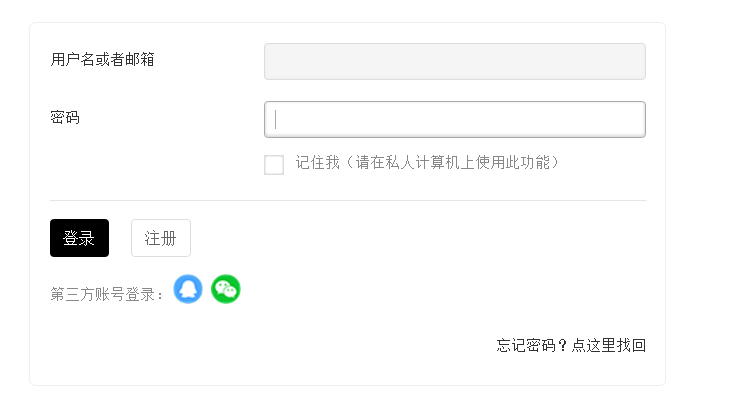 用户名或者邮箱
密码
记住我（请在私人计算机上使用此功能）
登录 注册
第三方账号登录：
忘记密码？点这里找回